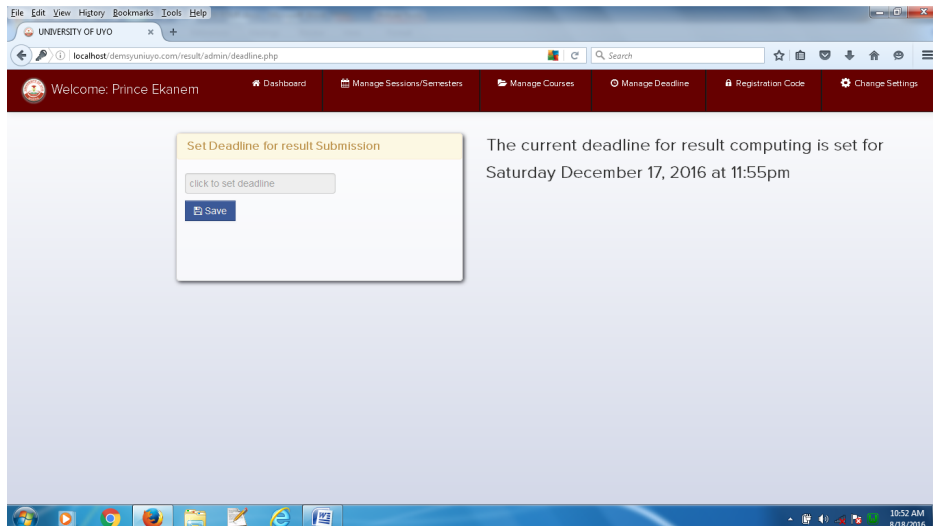 File Edit View History Bookmarks Tools Help
UNIVERSITY OF UYO × +
localhost/demsyuniuyo.com/result/admin/deadline.php
Search
Welcome: Prince Ekanem
Dashboard
Manage Sessions/Semesters
Manage Courses
Manage Deadline
Registration Code
Change Settings
Set Deadline for result Submission
click to set deadline
Save
The current deadline for result computing is set for
Saturday December 17, 2016 at 11:55pm
10:52 AM
8/18/2016